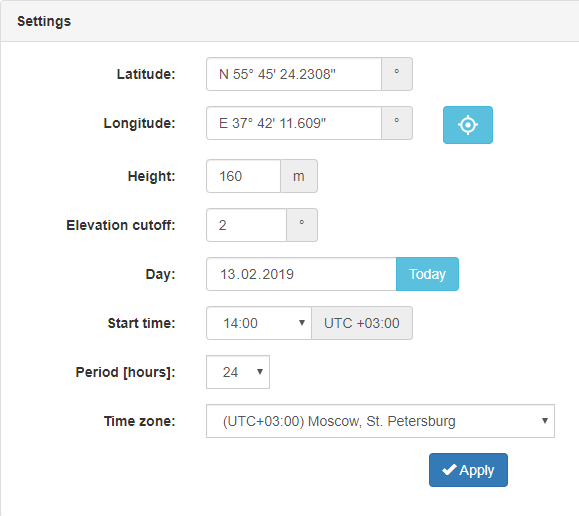 Settings
Latitude: N 55° 45' 24.2308" °
Longitude: E 37° 42' 11.609" °
Height: 160 m
Elevation cutoff: 2 °
Day: 13.02.2019 Today
Start time: 14:00 UTC +03:00
Period [hours]: 24
Time zone: (UTC+03:00) Moscow, St. Petersburg
Apply